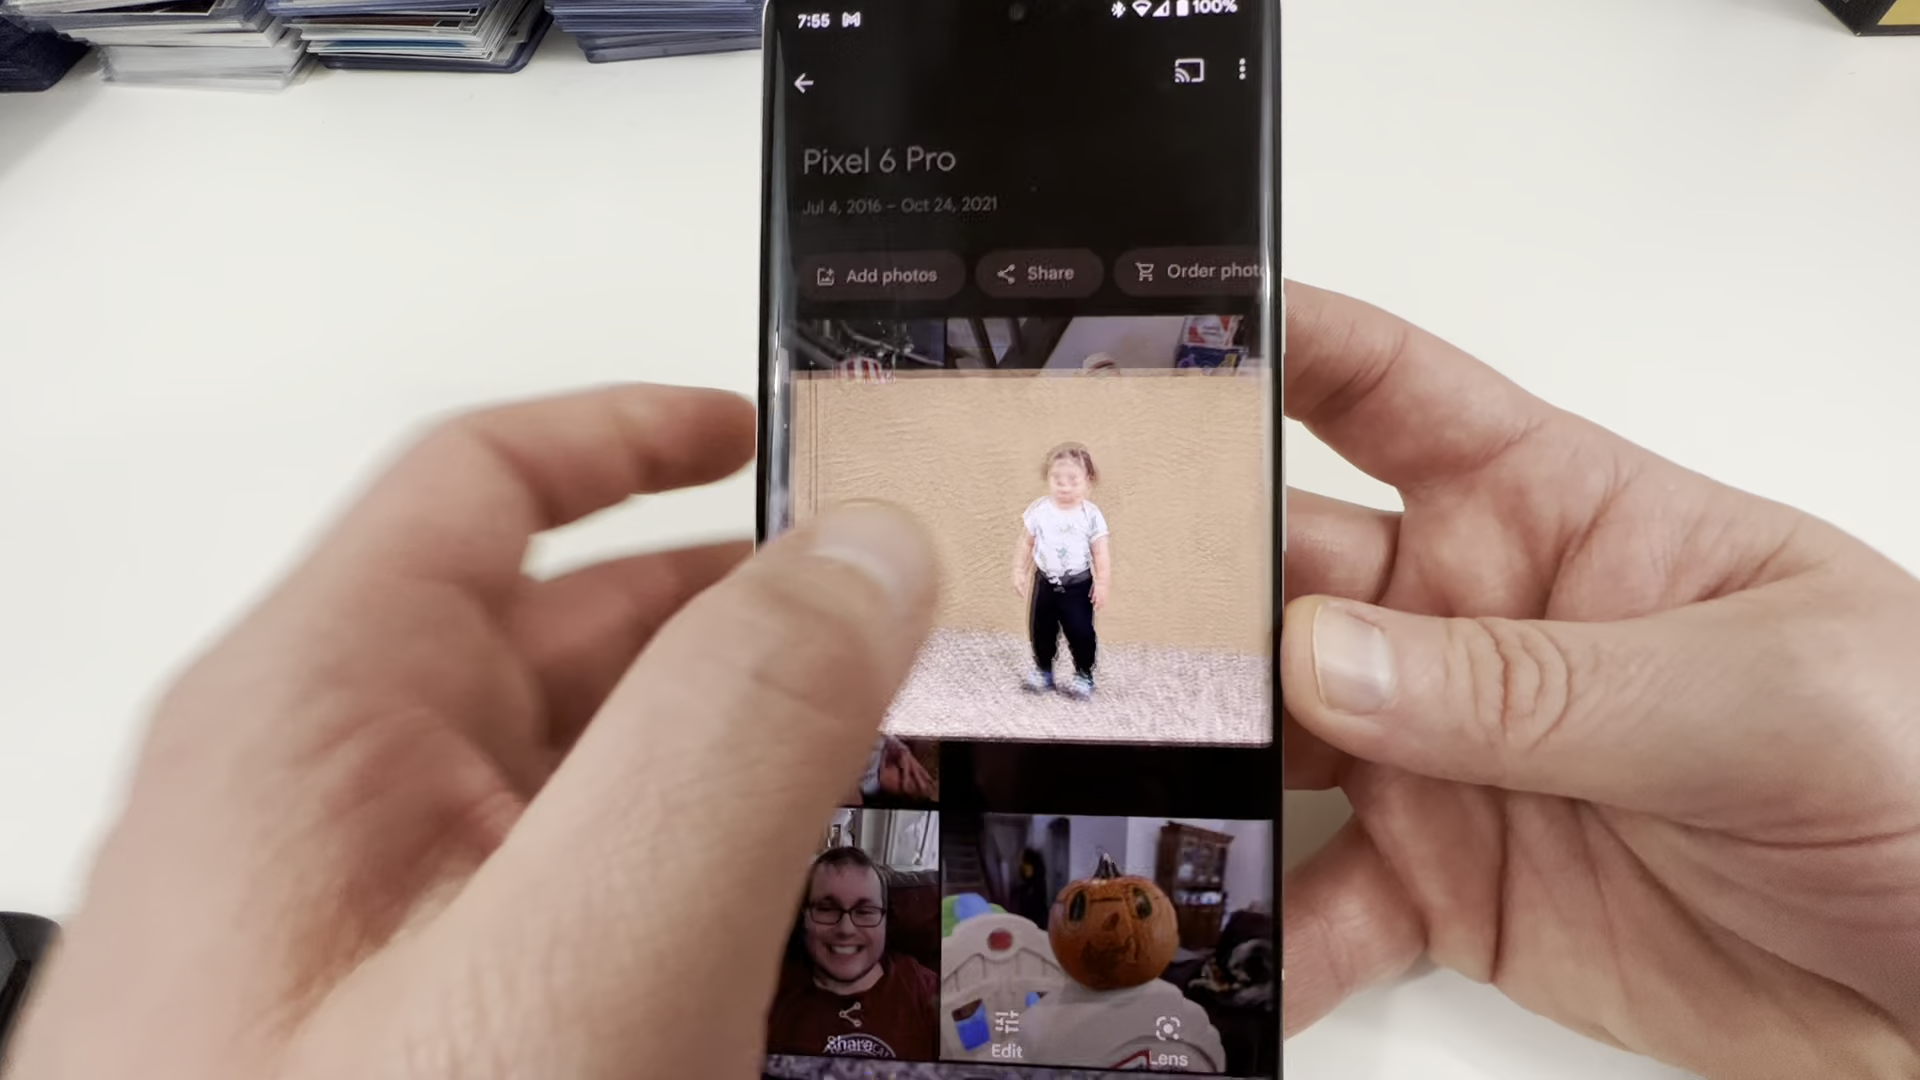 7:55 100%
Pixel 6 Pro
Jul 4, 2016 – Oct 24, 2021
Add photos Share Order phot
Share Edit Lens